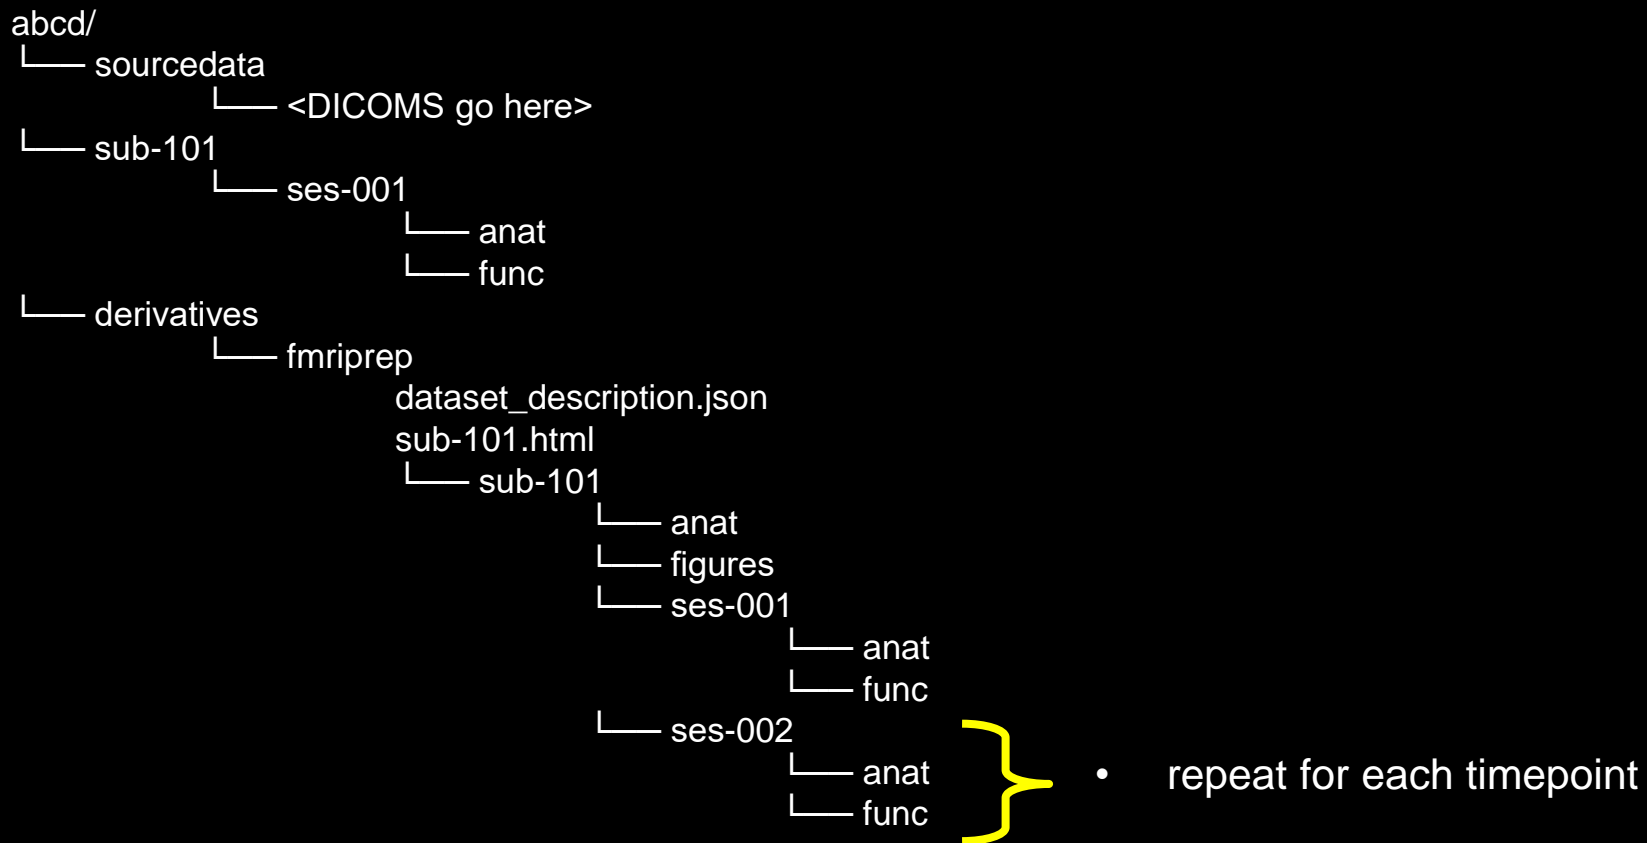 abcd/
└── sourcedata
└── <DICOMS go here>
└── sub-101
└── ses-001
└── anat
└── func
└── derivatives
└── fmriprep
dataset_description.json
sub-101.html
└── sub-101
└── anat
└── figures
└── ses-001
└── anat
└── func
└── ses-002
└── anat
• repeat for each timepoint
└── func